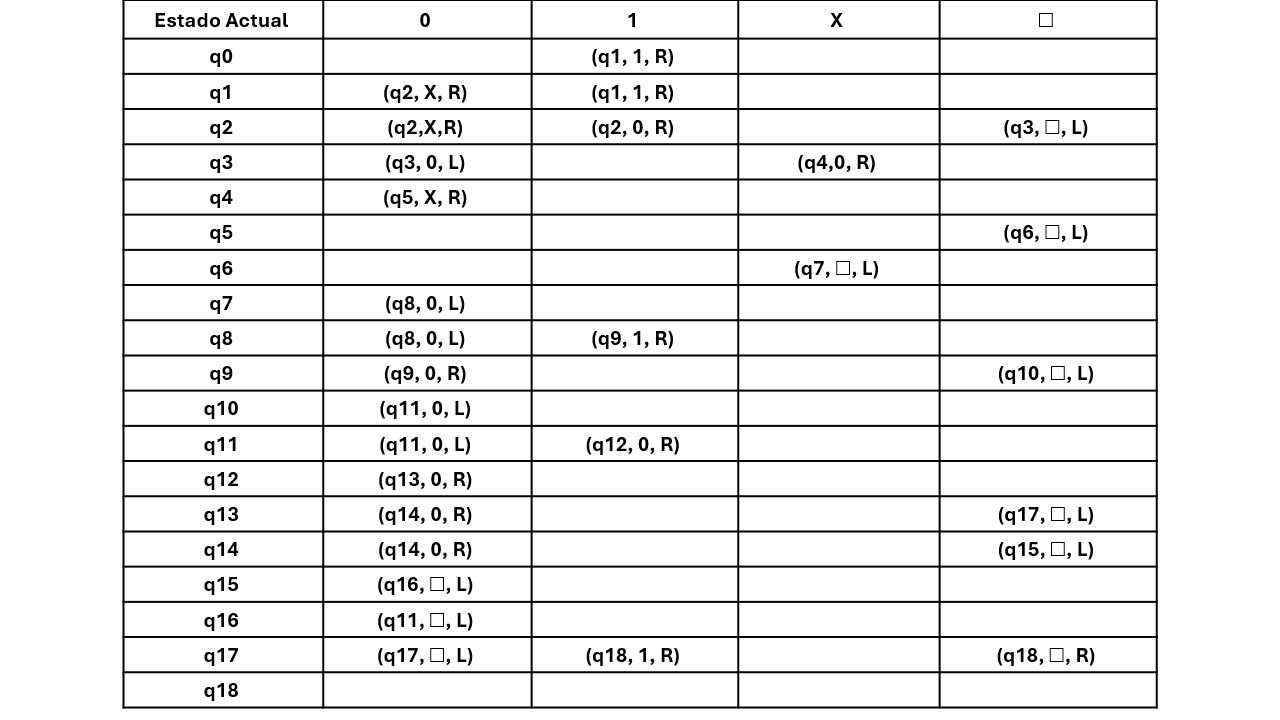 Estado Actual 0 1 X □
q0 (q1, 1, R)
q1 (q2, X, R) (q1, 1, R)
q2 (q2,X,R) (q2, 0, R) (q3, □, L)
q3 (q3, 0, L) (q4,0, R)
q4 (q5, X, R)
q5 (q6, □, L)
q6 (q7, □, L)
q7 (q8, 0, L)
q8 (q8, 0, L) (q9, 1, R)
q9 (q9, 0, R) (q10, □, L)
q10 (q11, 0, L)
q11 (q11, 0, L) (q12, 0, R)
q12 (q13, 0, R)
q13 (q14, 0, R) (q17, □, L)
q14 (q14, 0, R) (q15, □, L)
q15 (q16, □, L)
q16 (q11, □, L)
q17 (q17, □, L) (q18, 1, R) (q18, □, R)
q18